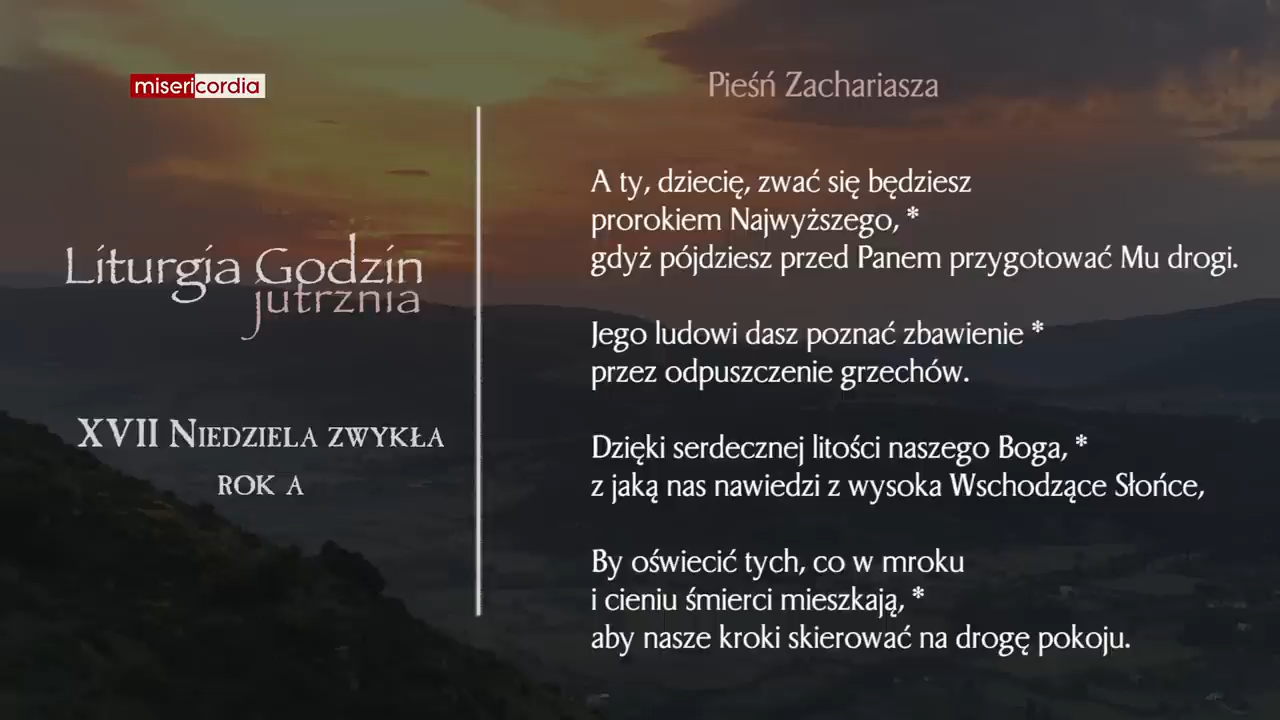 misericordia
Pieśń Zachariasza
Liturgia Godzin
jutrznia
XVII Niedziela zwykła
rok A
A ty, dziecię, zwać się będziesz
prorokiem Najwyższego, *
gdyż pójdziesz przed Panem przygotować Mu drogi.
Jego ludowi dasz poznać zbawienie *
przez odpuszczenie grzechów.
Dzięki serdecznej litości naszego Boga, *
z jaką nas nawiedzi z wysoka Wschodzące Słońce,
By oświecić tych, co w mroku
i cieniu śmierci mieszkają, *
aby nasze kroki skierować na drogę pokoju.